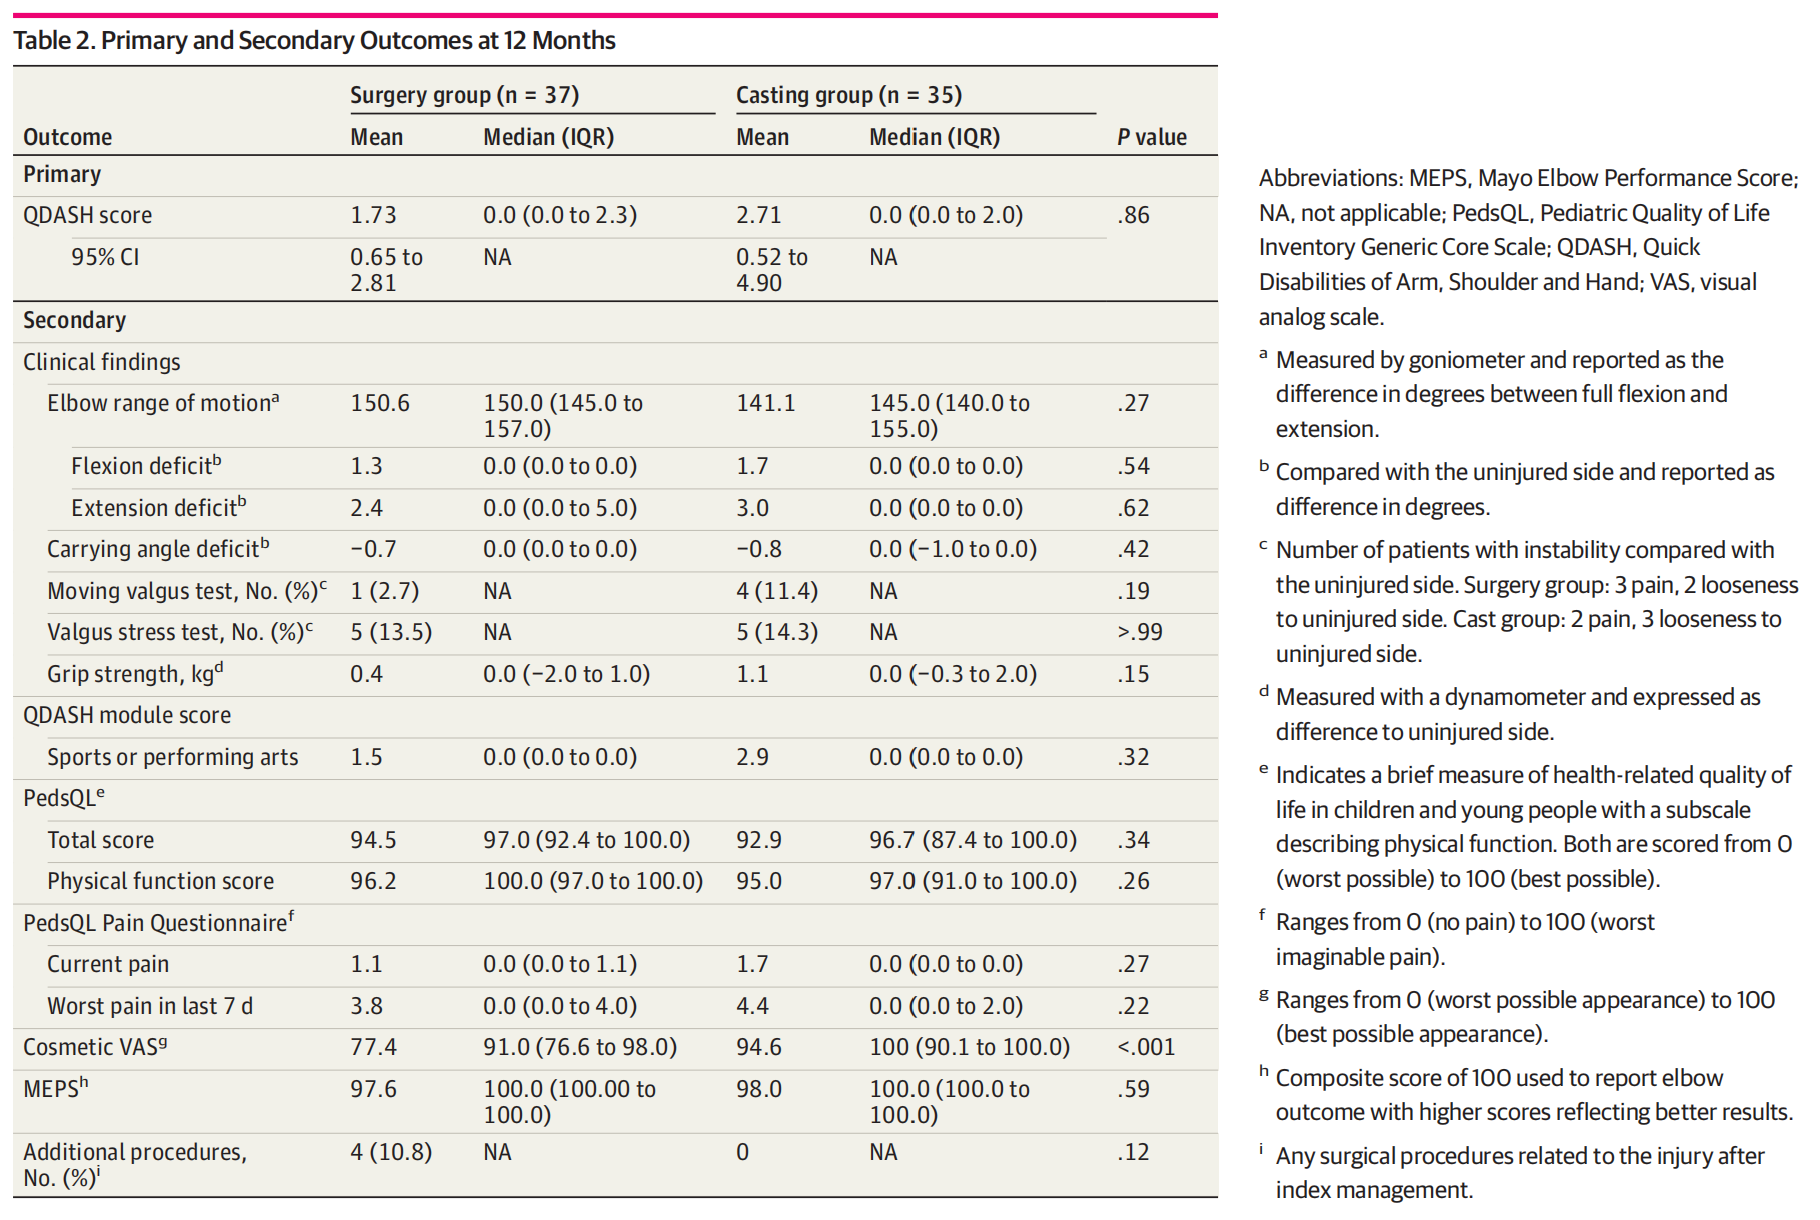 Table 2. Primary and Secondary Outcomes at 12 Months
Surgery group (n = 37) Casting group (n = 35)
Outcome Mean Median (IQR) Mean Median (IQR) P value
Primary
QDASH score 1.73 0.0 (0.0 to 2.3) 2.71 0.0 (0.0 to 2.0) .86
95% CI 0.65 to NA 0.52 to NA
2.81 4.90
Secondary
Clinical findings
Elbow range of motionᵃ 150.6 150.0 (145.0 to 141.1 145.0 (140.0 to .27
157.0) 155.0)
Flexion deficitᵇ 1.3 0.0 (0.0 to 0.0) 1.7 0.0 (0.0 to 0.0) .54
Extension deficitᵇ 2.4 0.0 (0.0 to 5.0) 3.0 0.0 (0.0 to 0.0) .62
Carrying angle deficitᵇ −0.7 0.0 (0.0 to 0.0) −0.8 0.0 (−1.0 to 0.0) .42
Moving valgus test, No. (%)ᶜ 1 (2.7) NA 4 (11.4) NA .19
Valgus stress test, No. (%)ᶜ 5 (13.5) NA 5 (14.3) NA >.99
Grip strength, kgᵈ 0.4 0.0 (−2.0 to 1.0) 1.1 0.0 (−0.3 to 2.0) .15
QDASH module score
Sports or performing arts 1.5 0.0 (0.0 to 0.0) 2.9 0.0 (0.0 to 0.0) .32
PedsQLᵉ
Total score 94.5 97.0 (92.4 to 100.0) 92.9 96.7 (87.4 to 100.0) .34
Physical function score 96.2 100.0 (97.0 to 100.0) 95.0 97.0 (91.0 to 100.0) .26
PedsQL Pain Questionnaireᶠ
Current pain 1.1 0.0 (0.0 to 1.1) 1.7 0.0 (0.0 to 0.0) .27
Worst pain in last 7 d 3.8 0.0 (0.0 to 4.0) 4.4 0.0 (0.0 to 2.0) .22
Cosmetic VASᵍ 77.4 91.0 (76.6 to 98.0) 94.6 100 (90.1 to 100.0) <.001
MEPSʰ 97.6 100.0 (100.00 to 98.0 100.0 (100.0 to .59
100.0) 100.0)
Additional procedures, 4 (10.8) NA 0 NA .12
No. (%)ⁱ
Abbreviations: MEPS, Mayo Elbow Performance Score;
NA, not applicable; PedsQL, Pediatric Quality of Life
Inventory Generic Core Scale; QDASH, Quick
Disabilities of Arm, Shoulder and Hand; VAS, visual
analog scale.
ᵃ Measured by goniometer and reported as the
difference in degrees between full flexion and
extension.
ᵇ Compared with the uninjured side and reported as
difference in degrees.
ᶜ Number of patients with instability compared with
the uninjured side. Surgery group: 3 pain, 2 looseness
to uninjured side. Cast group: 2 pain, 3 looseness to
uninjured side.
ᵈ Measured with a dynamometer and expressed as
difference to uninjured side.
ᵉ Indicates a brief measure of health-related quality of
life in children and young people with a subscale
describing physical function. Both are scored from 0
(worst possible) to 100 (best possible).
ᶠ Ranges from 0 (no pain) to 100 (worst
imaginable pain).
ᵍ Ranges from 0 (worst possible appearance) to 100
(best possible appearance).
ʰ Composite score of 100 used to report elbow
outcome with higher scores reflecting better results.
ⁱ Any surgical procedures related to the injury after
index management.